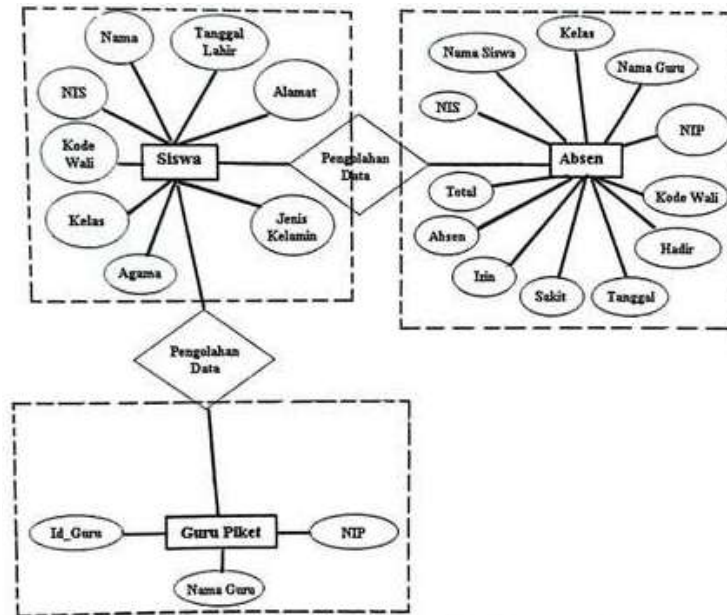 Nama
Tanggal
Lahir
NIS
Alamat
Kode
Wali
Siswa
Kelas
Jenis
Kelamin
Agama
Pengolahan
Data
Kelas
Nama Siswa
Nama Guru
NIS
NIP
Absen
Total
Kode Wali
Absen
Hadir
Izin
Sakit
Tanggal
Pengolahan
Data
Id_Guru
Guru Piket
NIP
Nama Guru